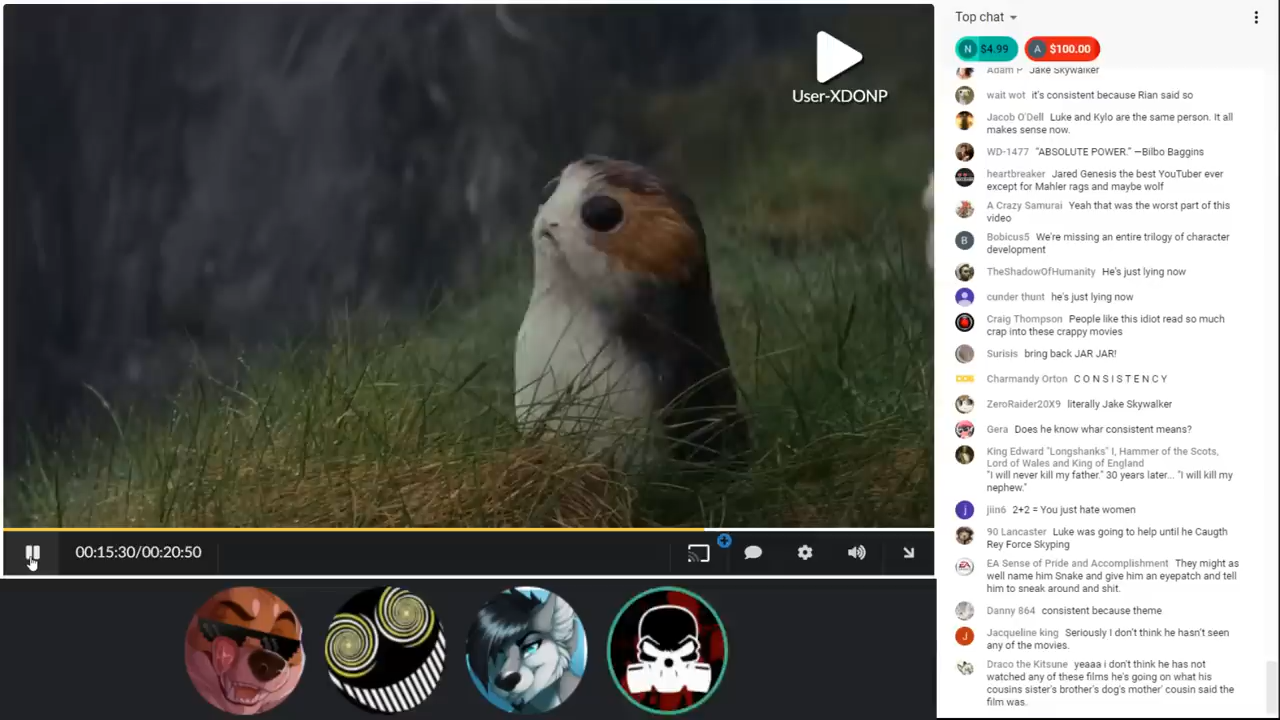 User-XDONP
00:15:30/00:20:50
Top chat
N $4.99 A $100.00
Adam P Jake Skywalker
wait wot it's consistent because Rian said so
Jacob O'Dell Luke and Kylo are the same person. It all
makes sense now.
WD-1477 "ABSOLUTE POWER." —Bilbo Baggins
heartbreaker Jared Genesis the best YouTuber ever
except for Mahler rags and maybe wolf
A Crazy Samurai Yeah that was the worst part of this
video
B Bobicus5 We're missing an entire trilogy of character
development
TheShadowOfHumanity He's just lying now
cunder thunt he's just lying now
Craig Thompson People like this idiot read so much
crap into these crappy movies
Surisis bring back JAR JAR!
Charmandy Orton C O N S I S T E N C Y
ZeroRaider20X9 literally Jake Skywalker
Gera Does he know whar consistent means?
King Edward "Longshanks" I, Hammer of the Scots,
Lord of Wales and King of England
"I will never kill my father." 30 years later... "I will kill my
nephew."
j jiin6 2+2 = You just hate women
90 Lancaster Luke was going to help until he Caugth
Rey Force Skyping
EA EA Sense of Pride and Accomplishment They might as
well name him Snake and give him an eyepatch and tell
him to sneak around and shit.
Danny 864 consistent because theme
J Jacqueline king Seriously I don't think he hasn't seen
any of the movies.
Draco the Kitsune yeaaa i don't think he has not
watched any of these films he's going on what his
cousins sister's brother's dog's mother' cousin said the
film was.